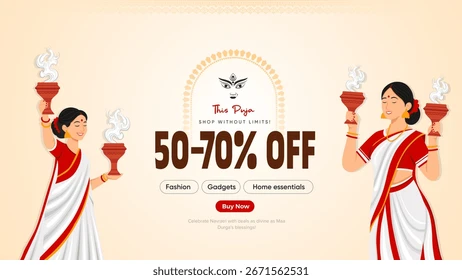 This Puja
SHOP WITHOUT LIMITS!
50-70% OFF
Fashion
Gadgets
Home essentials
Buy Now
Celebrate Navratri with deals as divine as Maa
Durga's blessings!
shutterstock.com · 2671562531